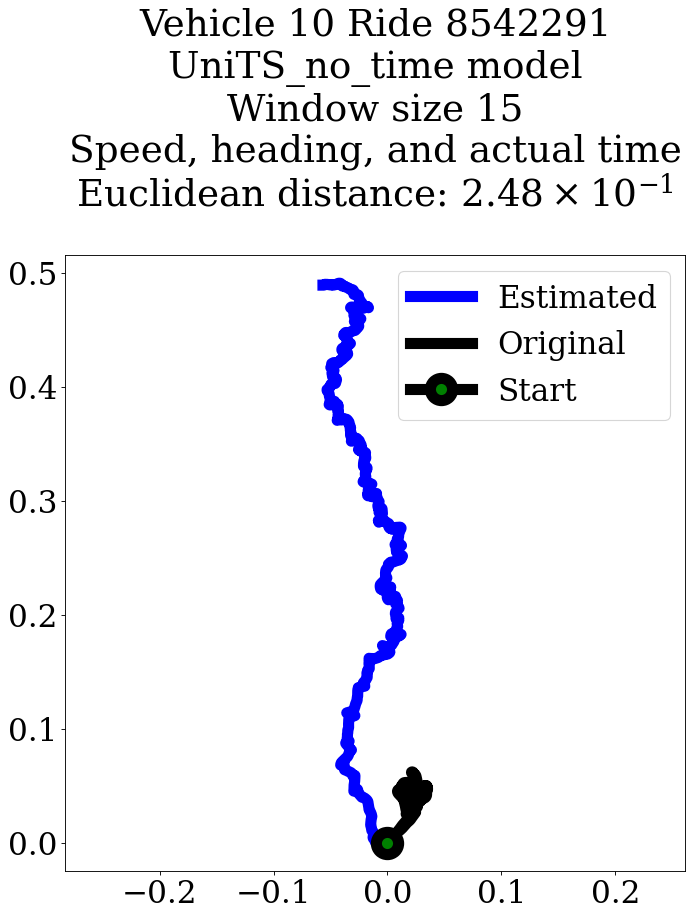 Vehicle 10 Ride 8542291
UniTS_no_time model
Window size 15
Speed, heading, and actual time
Euclidean distance: 2.48 × 10⁻¹
Estimated
Original
Start
0.5
0.4
0.3
0.2
0.1
0.0
−0.2 −0.1 0.0 0.1 0.2